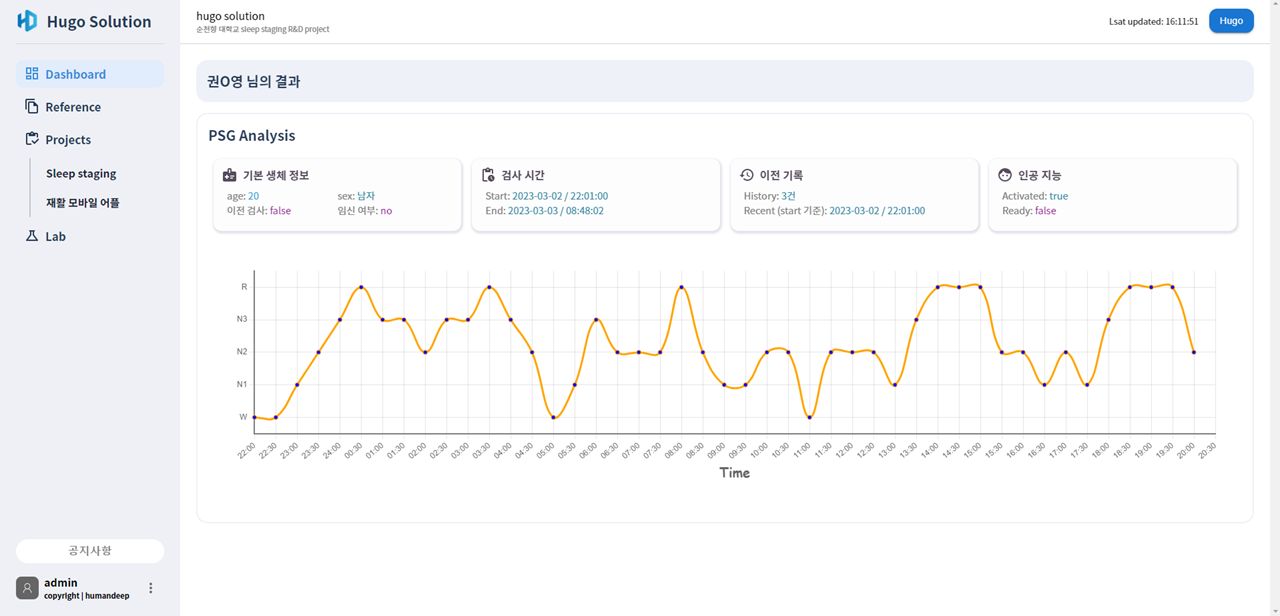 Hugo Solution
Dashboard
Reference
Projects
Sleep staging
재활 모바일 어플
Lab
공지사항
admin
copyright | humandeep
hugo solution
순천향 대학교 sleep staging R&D project
Lsat updated: 16:11:51
Hugo
권O영 님의 결과
PSG Analysis
기본 생체 정보
age: 20 sex: 남자
이전 검사: false 임신 여부: no
검사 시간
Start: 2023-03-02 / 22:01:00
End: 2023-03-03 / 08:48:02
이전 기록
History: 3건
Recent (start 기준): 2023-03-02 / 22:01:00
인공 지능
Activated: true
Ready: false
R
N3
N2
N1
W
22:00 22:30 23:00 23:30 24:00 00:30 01:00 01:30 02:00 02:30 03:00 03:30 04:00 04:30 05:00 05:30 06:00 06:30 07:00 07:30 08:00 08:30 09:00 09:30 10:00 10:30 11:00 11:30 12:00 12:30 13:00 13:30 14:00 14:30 15:00 15:30 16:00 16:30 17:00 17:30 18:00 18:30 19:00 19:30 20:00 20:30
Time